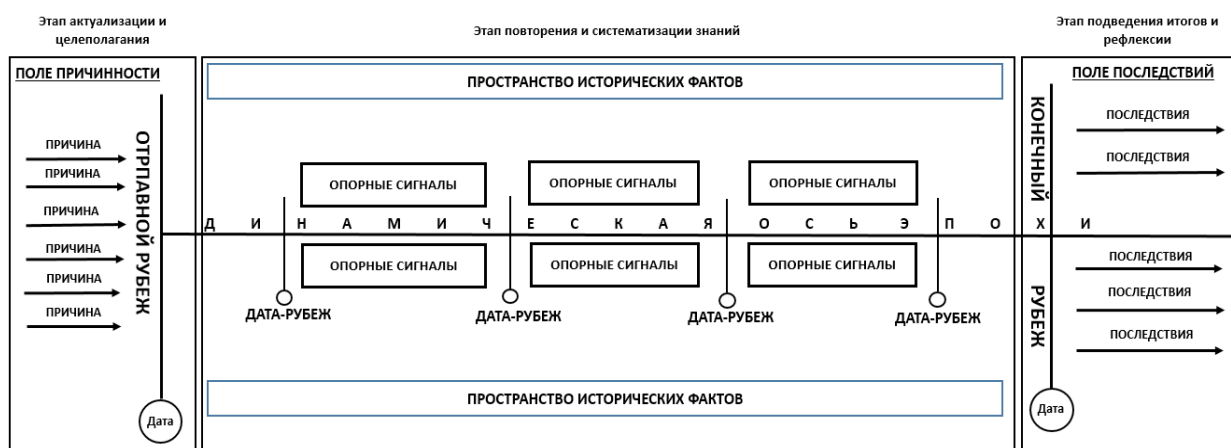 Этап актуализации и
целеполагания
Этап повторения и систематизации знаний
Этап подведения итогов и
рефлексии
ПОЛЕ ПРИЧИННОСТИ
ПРИЧИНА
ПРИЧИНА
ПРИЧИНА
ПРИЧИНА
ПРИЧИНА
ПРИЧИНА
ОТРПАВНОЙ РУБЕЖ
Дата
ПРОСТРАНСТВО ИСТОРИЧЕСКИХ ФАКТОВ
ОПОРНЫЕ СИГНАЛЫ
ОПОРНЫЕ СИГНАЛЫ
ОПОРНЫЕ СИГНАЛЫ
Д И Н А М И Ч Е С К А Я О С Ь Э П О Х И
ОПОРНЫЕ СИГНАЛЫ
ОПОРНЫЕ СИГНАЛЫ
ОПОРНЫЕ СИГНАЛЫ
ДАТА-РУБЕЖ
ДАТА-РУБЕЖ
ДАТА-РУБЕЖ
ДАТА-РУБЕЖ
ПРОСТРАНСТВО ИСТОРИЧЕСКИХ ФАКТОВ
ПОЛЕ ПОСЛЕДСТВИЙ
КОНЕЧНЫЙ
РУБЕЖ
ПОСЛЕДСТВИЯ
ПОСЛЕДСТВИЯ
ПОСЛЕДСТВИЯ
ПОСЛЕДСТВИЯ
ПОСЛЕДСТВИЯ
Дата